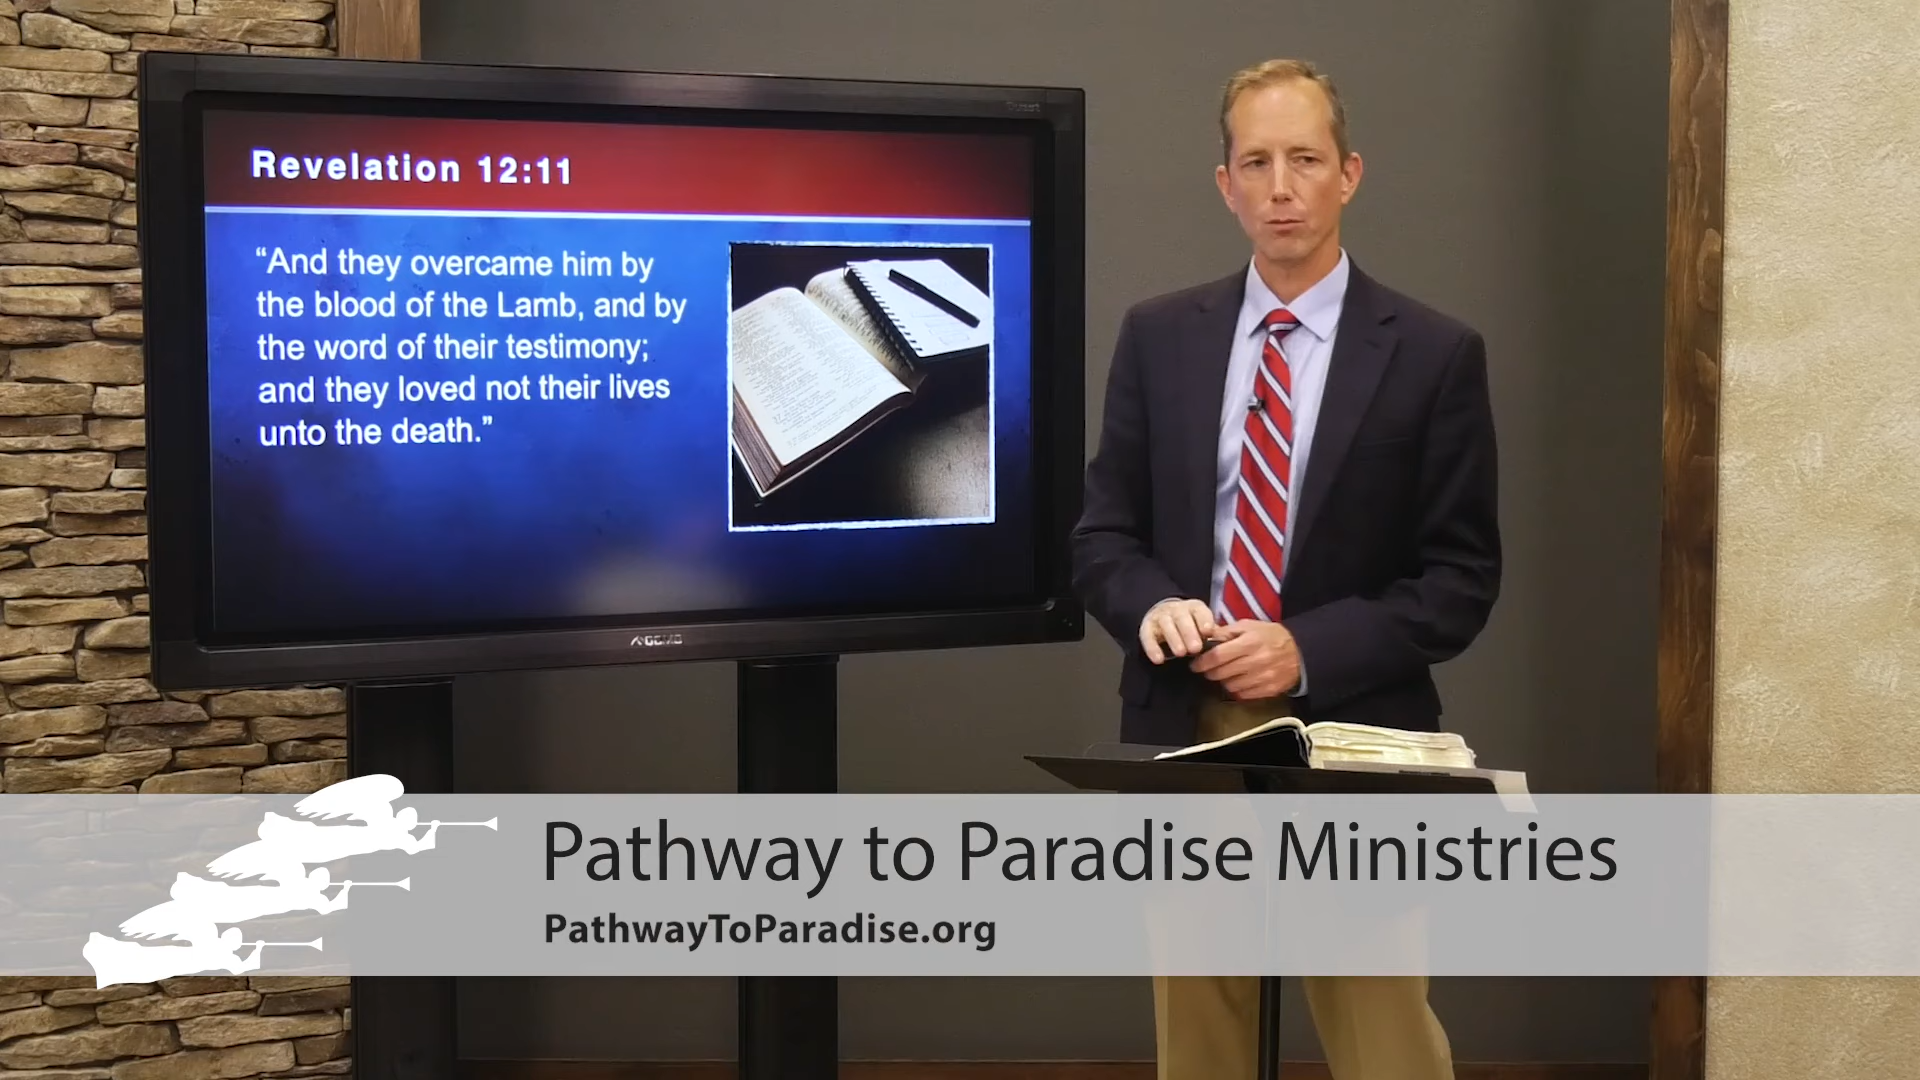 Revelation 12:11
“And they overcame him by
the blood of the Lamb, and by
the word of their testimony;
and they loved not their lives
unto the death.”
Pathway to Paradise Ministries
PathwayToParadise.org